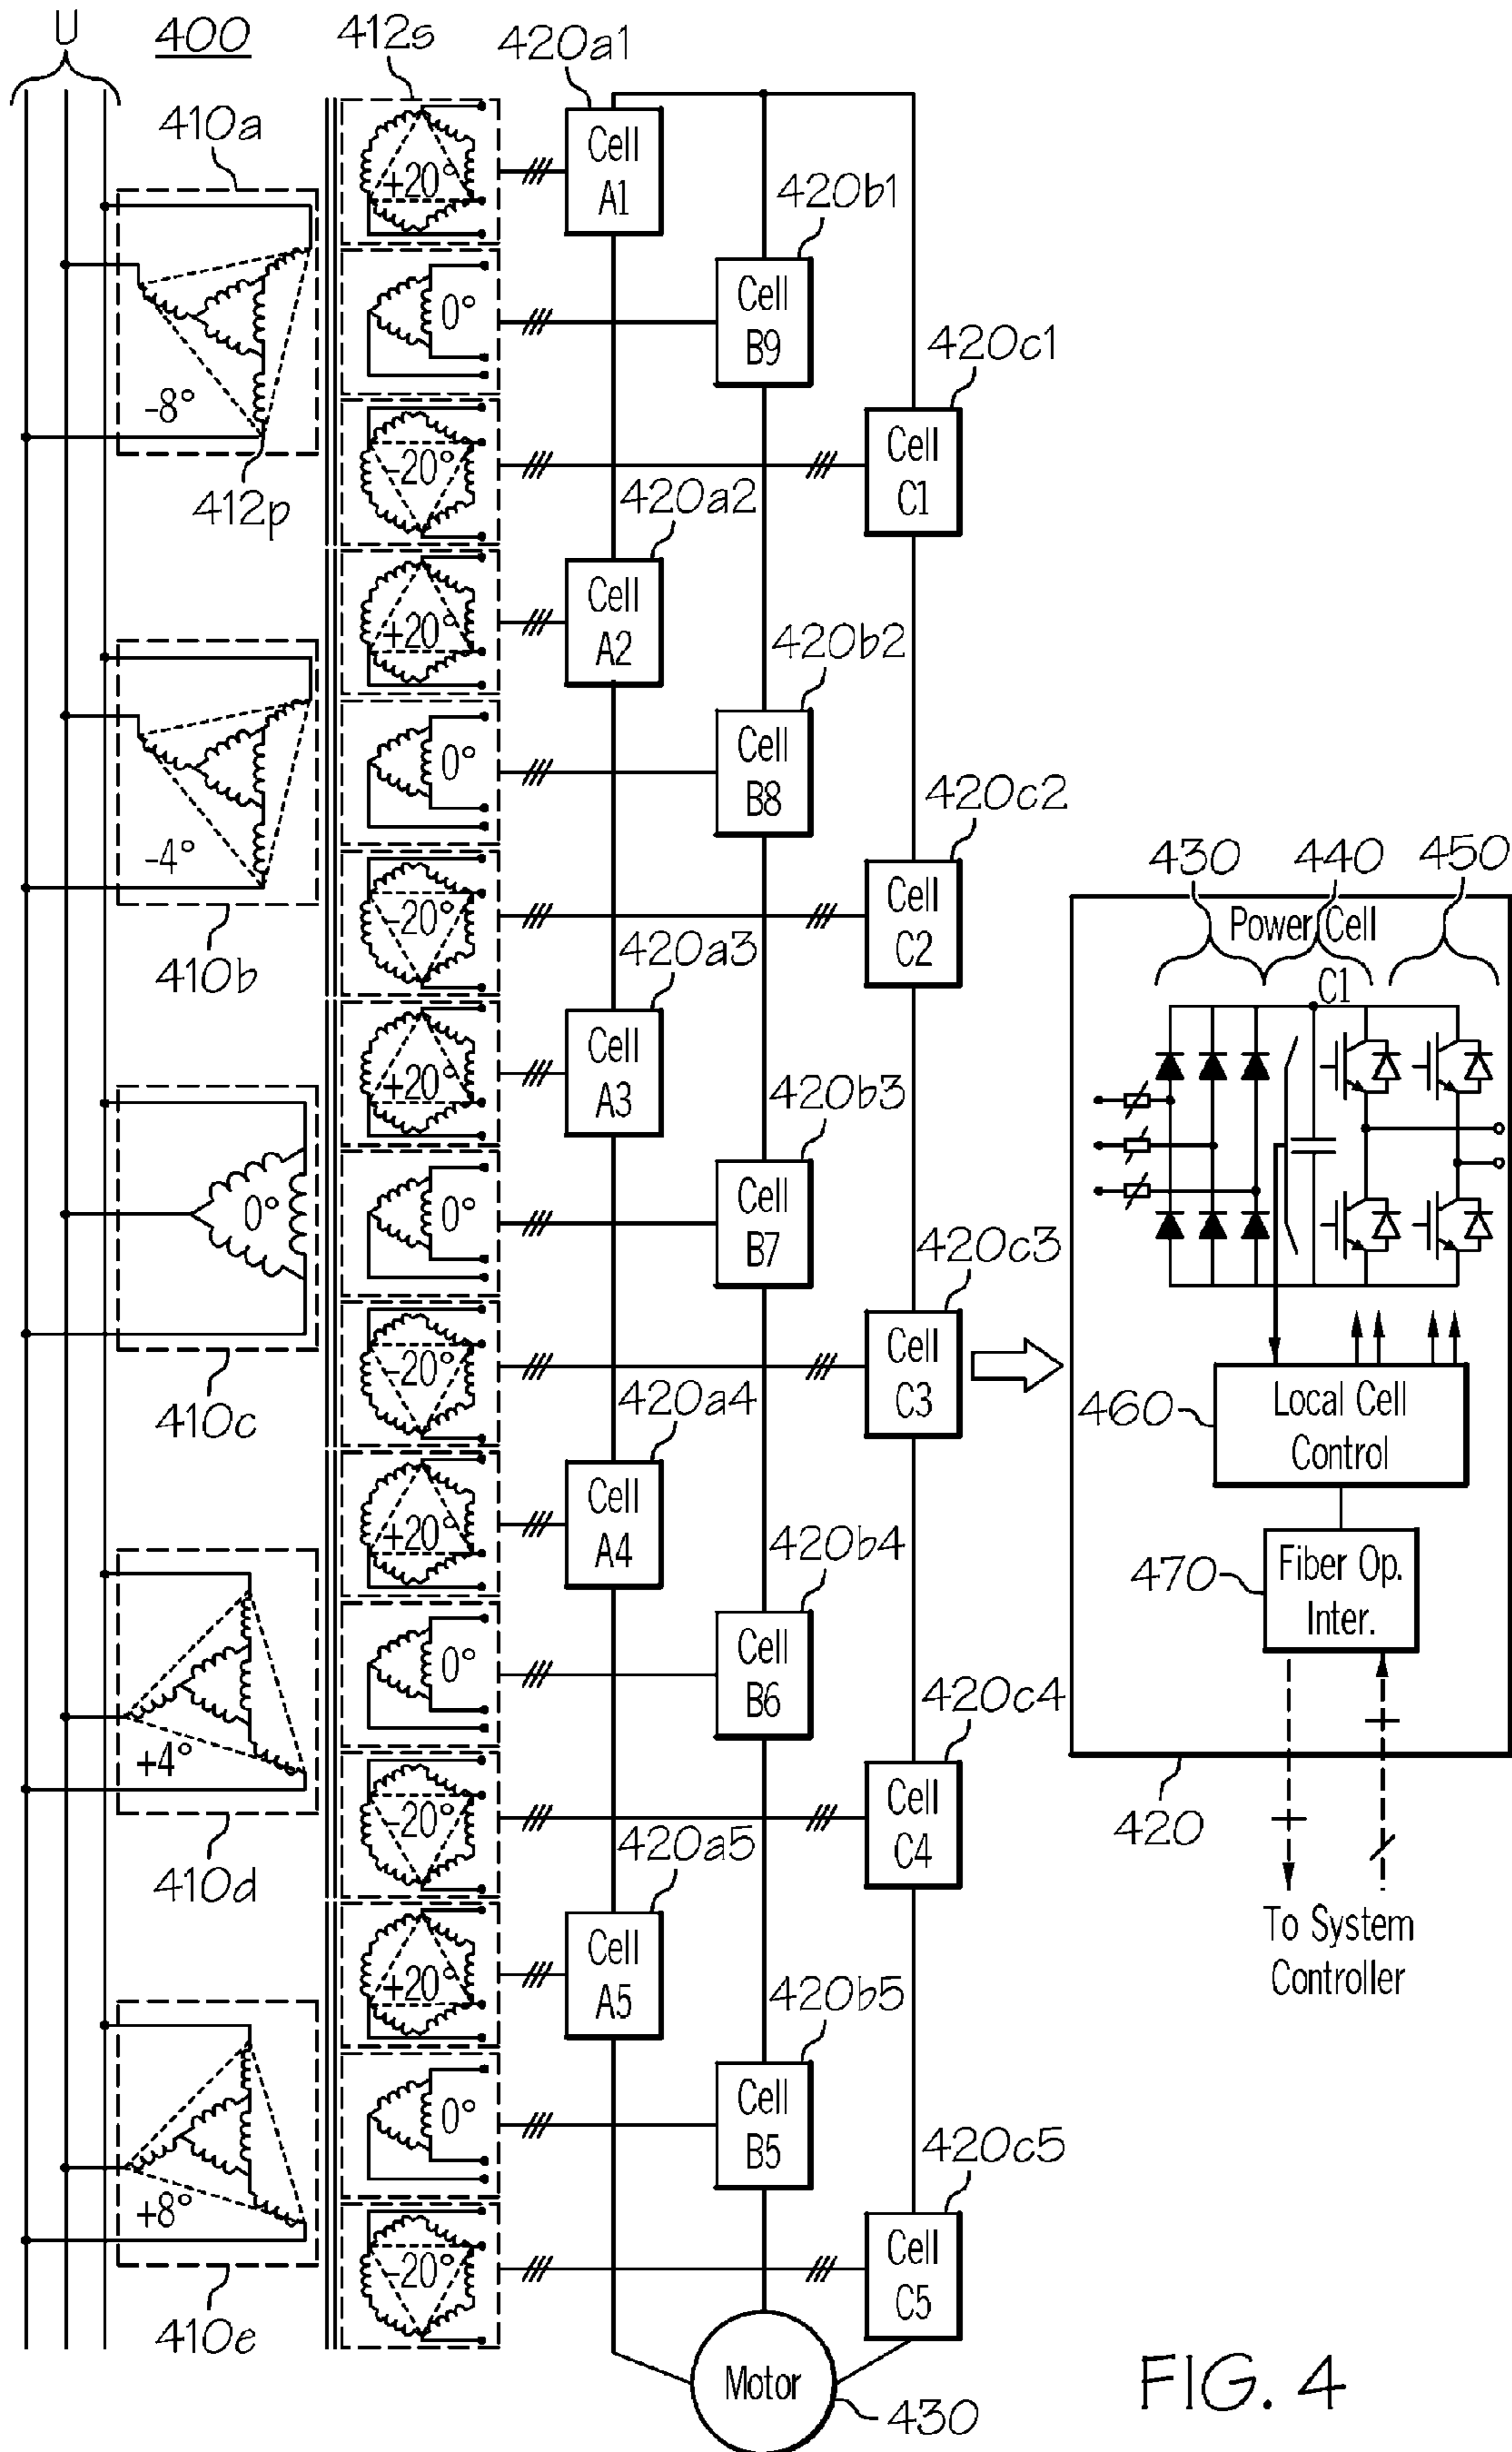 U
400
412s
420a1
410a
+20°
Cell
A1
420b1
0°
Cell
B9
-8°
420c1
-20°
Cell
C1
412p
420a2
+20°
Cell
A2
420b2
0°
Cell
B8
-4°
420c2
-20°
Cell
C2
410b
420a3
+20°
Cell
A3
420b3
0°
0°
Cell
B7
420c3
-20°
Cell
C3
410c
420a4
+20°
Cell
A4
420b4
0°
Cell
B6
+4°
420c4
-20°
Cell
C4
410d
420a5
+20°
Cell
A5
420b5
0°
Cell
B5
+8°
420c5
-20°
Cell
C5
410e
Motor
430
430
440
450
Power Cell
C1
460
Local Cell
Control
470
Fiber Op.
Inter.
420
To System
Controller
FIG. 4